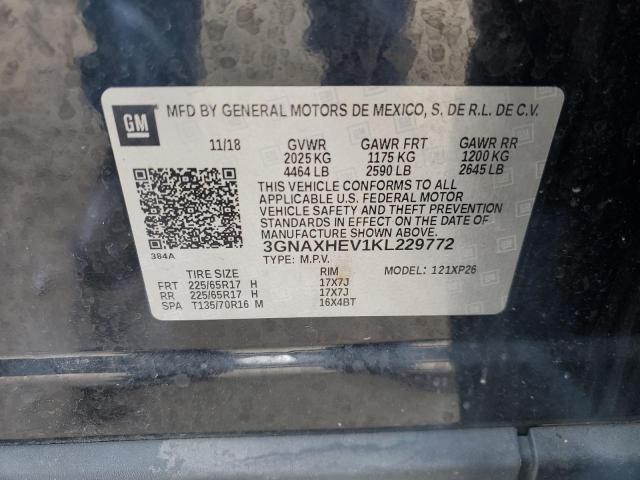 GM MFD BY GENERAL MOTORS DE MEXICO, S. DE R.L. DE C.V.
11/18 GVWR GAWR FRT GAWR RR
2025 KG 1175 KG 1200 KG
4464 LB 2590 LB 2645 LB
THIS VEHICLE CONFORMS TO ALL
APPLICABLE U.S. FEDERAL MOTOR
VEHICLE SAFETY AND THEFT PREVENTION
STANDARDS IN EFFECT ON THE DATE OF
MANUFACTURE SHOWN ABOVE.
384A 3GNAXHEV1KL229772
TYPE: M.P.V.
TIRE SIZE RIM MODEL: 121XP26
FRT 225/65R17 H 17X7J
RR 225/65R17 H 17X7J
SPA T135/70R16 M 16X4BT